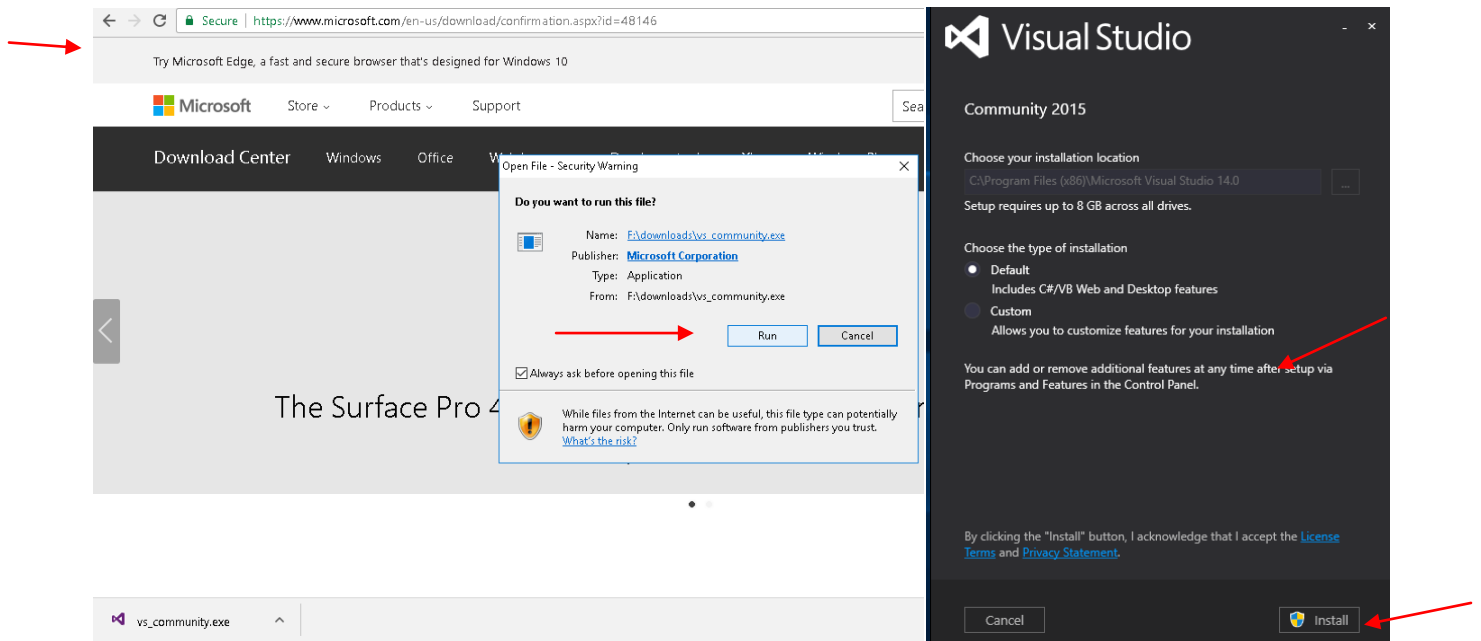 Secure | https://www.microsoft.com/en-us/download/confirmation.aspx?id=48146
Try Microsoft Edge, a fast and secure browser that's designed for Windows 10
Microsoft Store Products Support Sea
Download Center Windows Office
The Surface Pro 4
vs_community.exe
Open File - Security Warning
Do you want to run this file?
Name: F:\downloads\vs_community.exe
Publisher: Microsoft Corporation
Type: Application
From: F:\downloads\vs_community.exe
Run Cancel
Always ask before opening this file
While files from the Internet can be useful, this file type can potentially
harm your computer. Only run software from publishers you trust.
What's the risk?
Visual Studio
Community 2015
Choose your installation location
C:\Program Files (x86)\Microsoft Visual Studio 14.0 ...
Setup requires up to 8 GB across all drives.
Choose the type of installation
Default
Includes C#/VB Web and Desktop features
Custom
Allows you to customize features for your installation
You can add or remove additional features at any time after setup via
Programs and Features in the Control Panel.
By clicking the "Install" button, I acknowledge that I accept the License
Terms and Privacy Statement.
Cancel Install